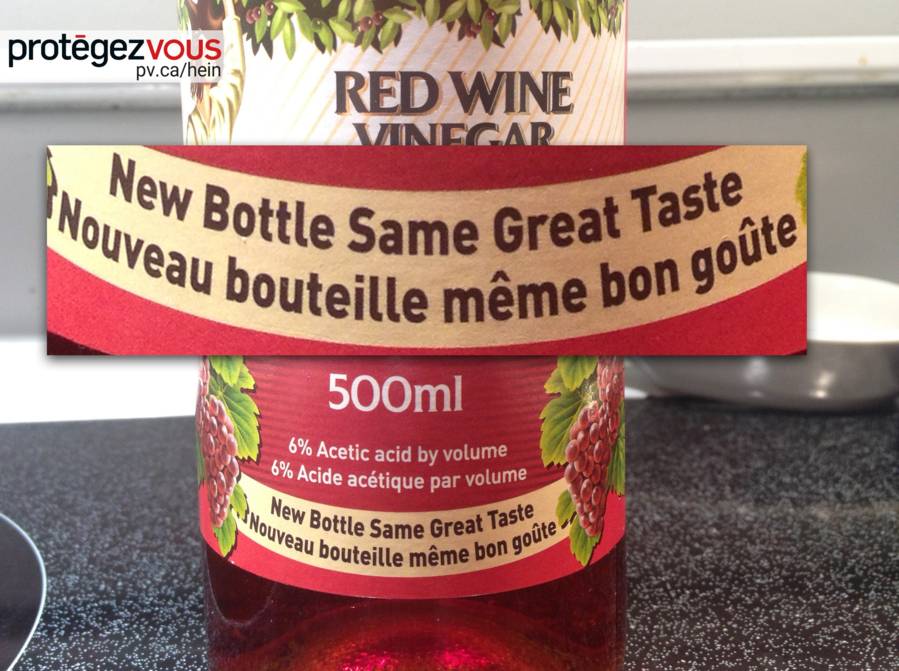 protēgezvous
pv.ca/hein
RED WINE
VINEGAR
New Bottle Same Great Taste
Nouveau bouteille même bon goûte
500ml
6% Acetic acid by volume
6% Acide acétique par volume
New Bottle Same Great Taste
Nouveau bouteille même bon goûte